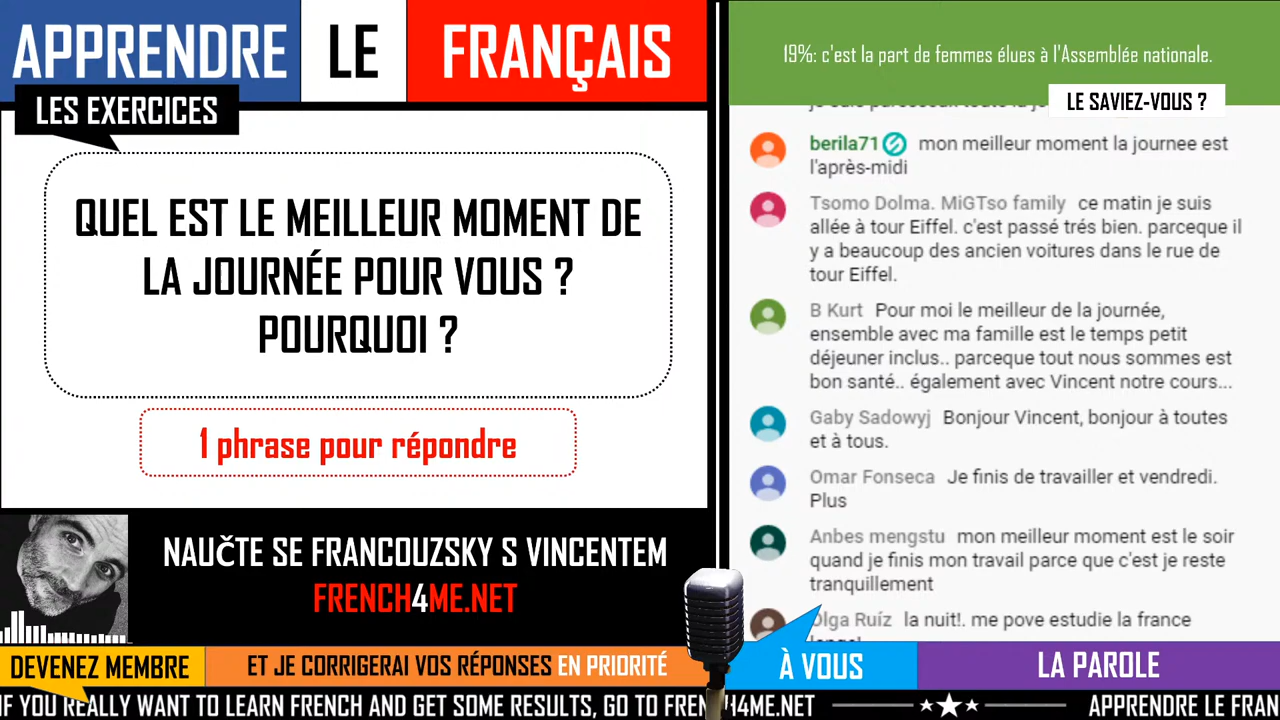 APPRENDRE LE FRANÇAIS
LES EXERCICES
QUEL EST LE MEILLEUR MOMENT DE
LA JOURNÉE POUR VOUS ?
POURQUOI ?
1 phrase pour répondre
NAUČTE SE FRANCOUZSKY S VINCENTEM
FRENCH4ME.NET
DEVENEZ MEMBRE
ET JE CORRIGERAI VOS RÉPONSES EN PRIORITÉ
19%: c'est la part de femmes élues à l'Assemblée nationale.
LE SAVIEZ-VOUS ?
berila71 mon meilleur moment la journee est
l'après-midi
Tsomo Dolma. MiGTso family ce matin je suis
allée à tour Eiffel. c'est passé trés bien. parceque il
y a beaucoup des ancien voitures dans le rue de
tour Eiffel.
B Kurt Pour moi le meilleur de la journée,
ensemble avec ma famille est le temps petit
déjeuner inclus.. parceque tout nous sommes est
bon santé.. également avec Vincent notre cours...
Gaby Sadowyj Bonjour Vincent, bonjour à toutes
et à tous.
Omar Fonseca Je finis de travailler et vendredi.
Plus
Anbes mengstu mon meilleur moment est le soir
quand je finis mon travail parce que c'est je reste
tranquillement
Olga Ruíz la nuit!. me pove estudie la france
À VOUS
LA PAROLE
IF YOU REALLY WANT TO LEARN FRENCH AND GET SOME RESULTS, GO TO FRENCH4ME.NET
APPRENDRE LE FRAN